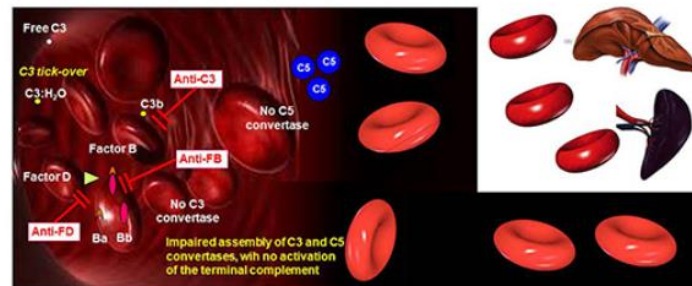 Free C3
C3 tick-over
C3:H₂O
Anti-C3
C3b
C5
C5
C5
No C5
convertase
Factor B
Anti-FB
Factor D
No C3
convertase
Anti-FD
Ba
Bb
Impaired assembly of C3 and C5
convertases, wih no activation
of the terminal complement